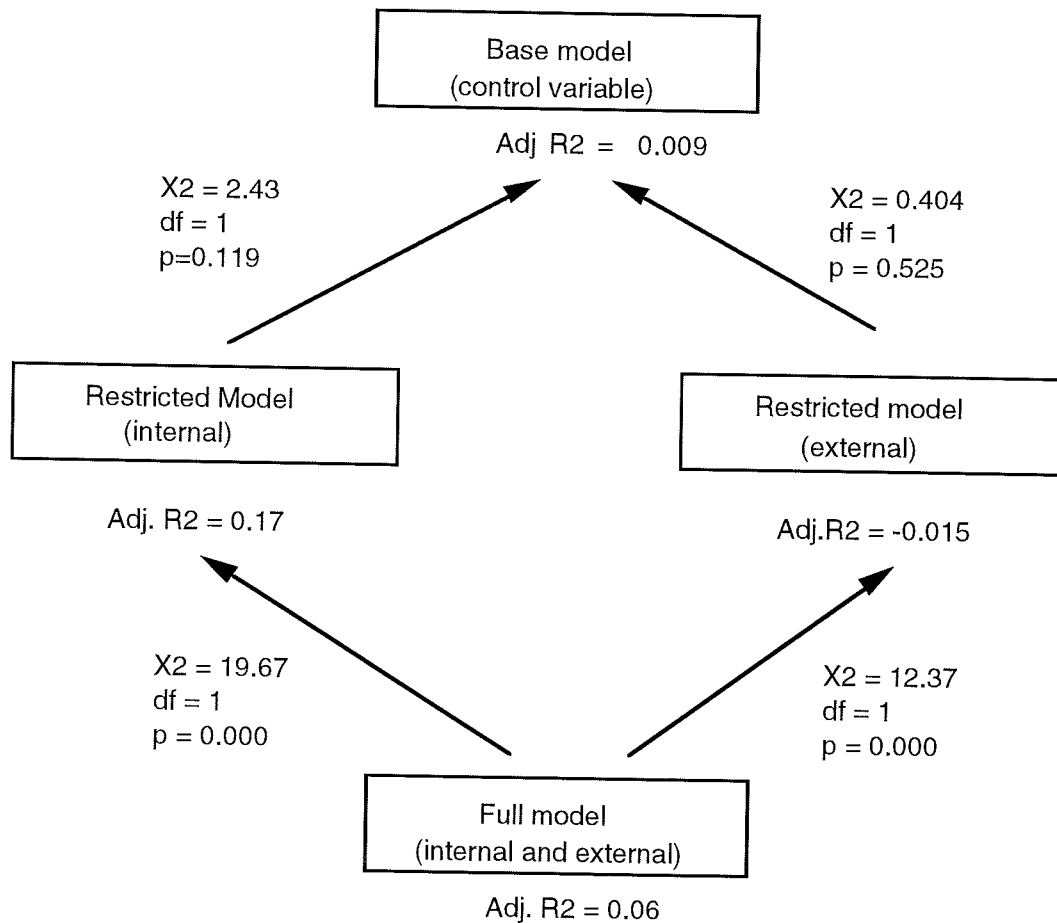 Base model
(control variable)
Adj R2 = 0.009
X2 = 2.43
df = 1
p=0.119
X2 = 0.404
df = 1
p = 0.525
Restricted Model
(internal)
Restricted model
(external)
Adj. R2 = 0.17
Adj.R2 = -0.015
X2 = 19.67
df = 1
p = 0.000
X2 = 12.37
df = 1
p = 0.000
Full model
(internal and external)
Adj. R2 = 0.06